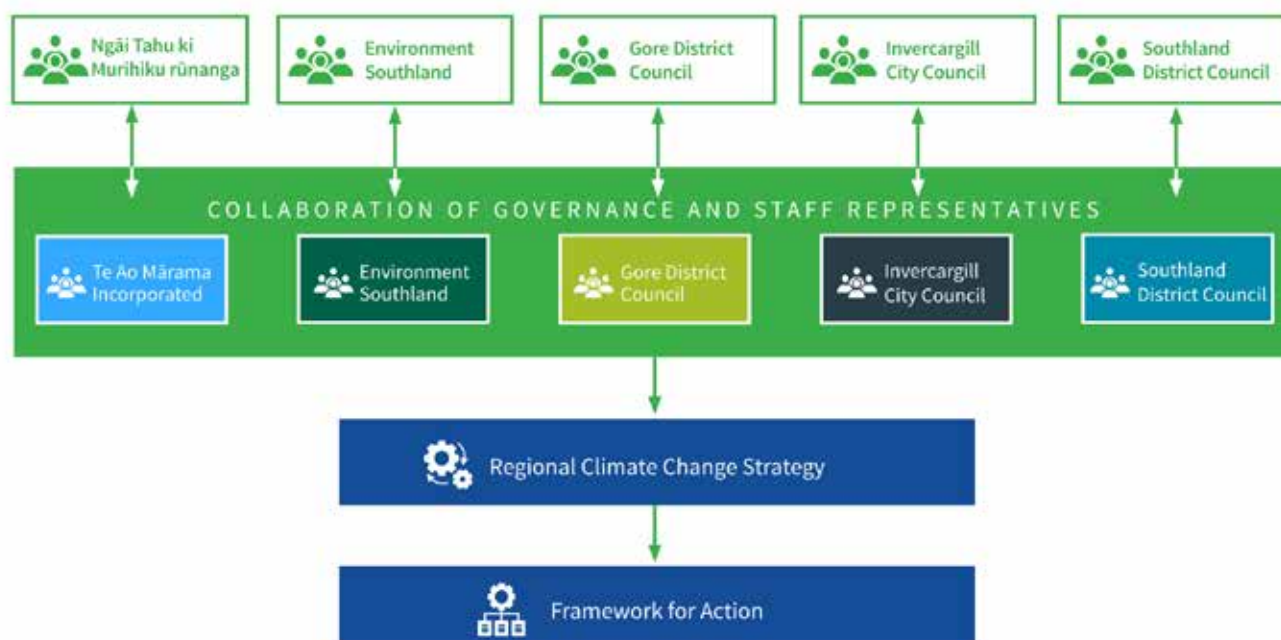 Ngāi Tahu ki
Murihiku rūnanga
Environment
Southland
Gore District
Council
Invercargill
City Council
Southland
District Council
COLLABORATION OF GOVERNANCE AND STAFF REPRESENTATIVES
Te Ao Mārama
Incorporated
Environment
Southland
Gore District
Council
Invercargill
City Council
Southland
District Council
Regional Climate Change Strategy
Framework for Action